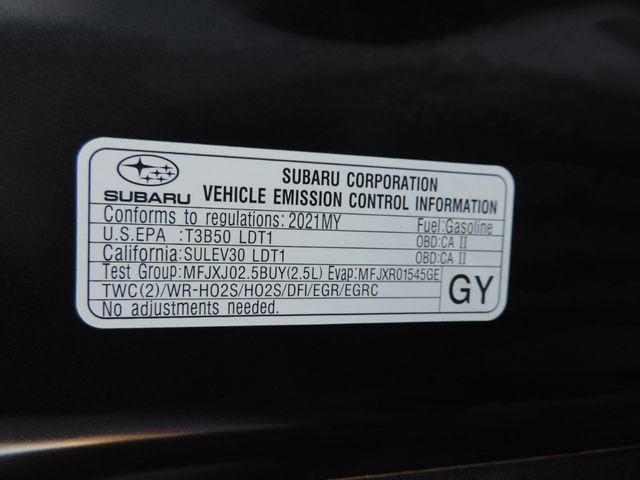 SUBARU
SUBARU CORPORATION
VEHICLE EMISSION CONTROL INFORMATION
Conforms to regulations: 2021MY Fuel:Gasoline
U.S.EPA :T3B50 LDT1 OBD:CA II
California:SULEV30 LDT1 OBD:CA II
Test Group:MFJXJ02.5BUY(2.5L) Evap:MFJXR01545GE
TWC(2)/WR-HO2S/HO2S/DFI/EGR/EGRC
No adjustments needed.
GY